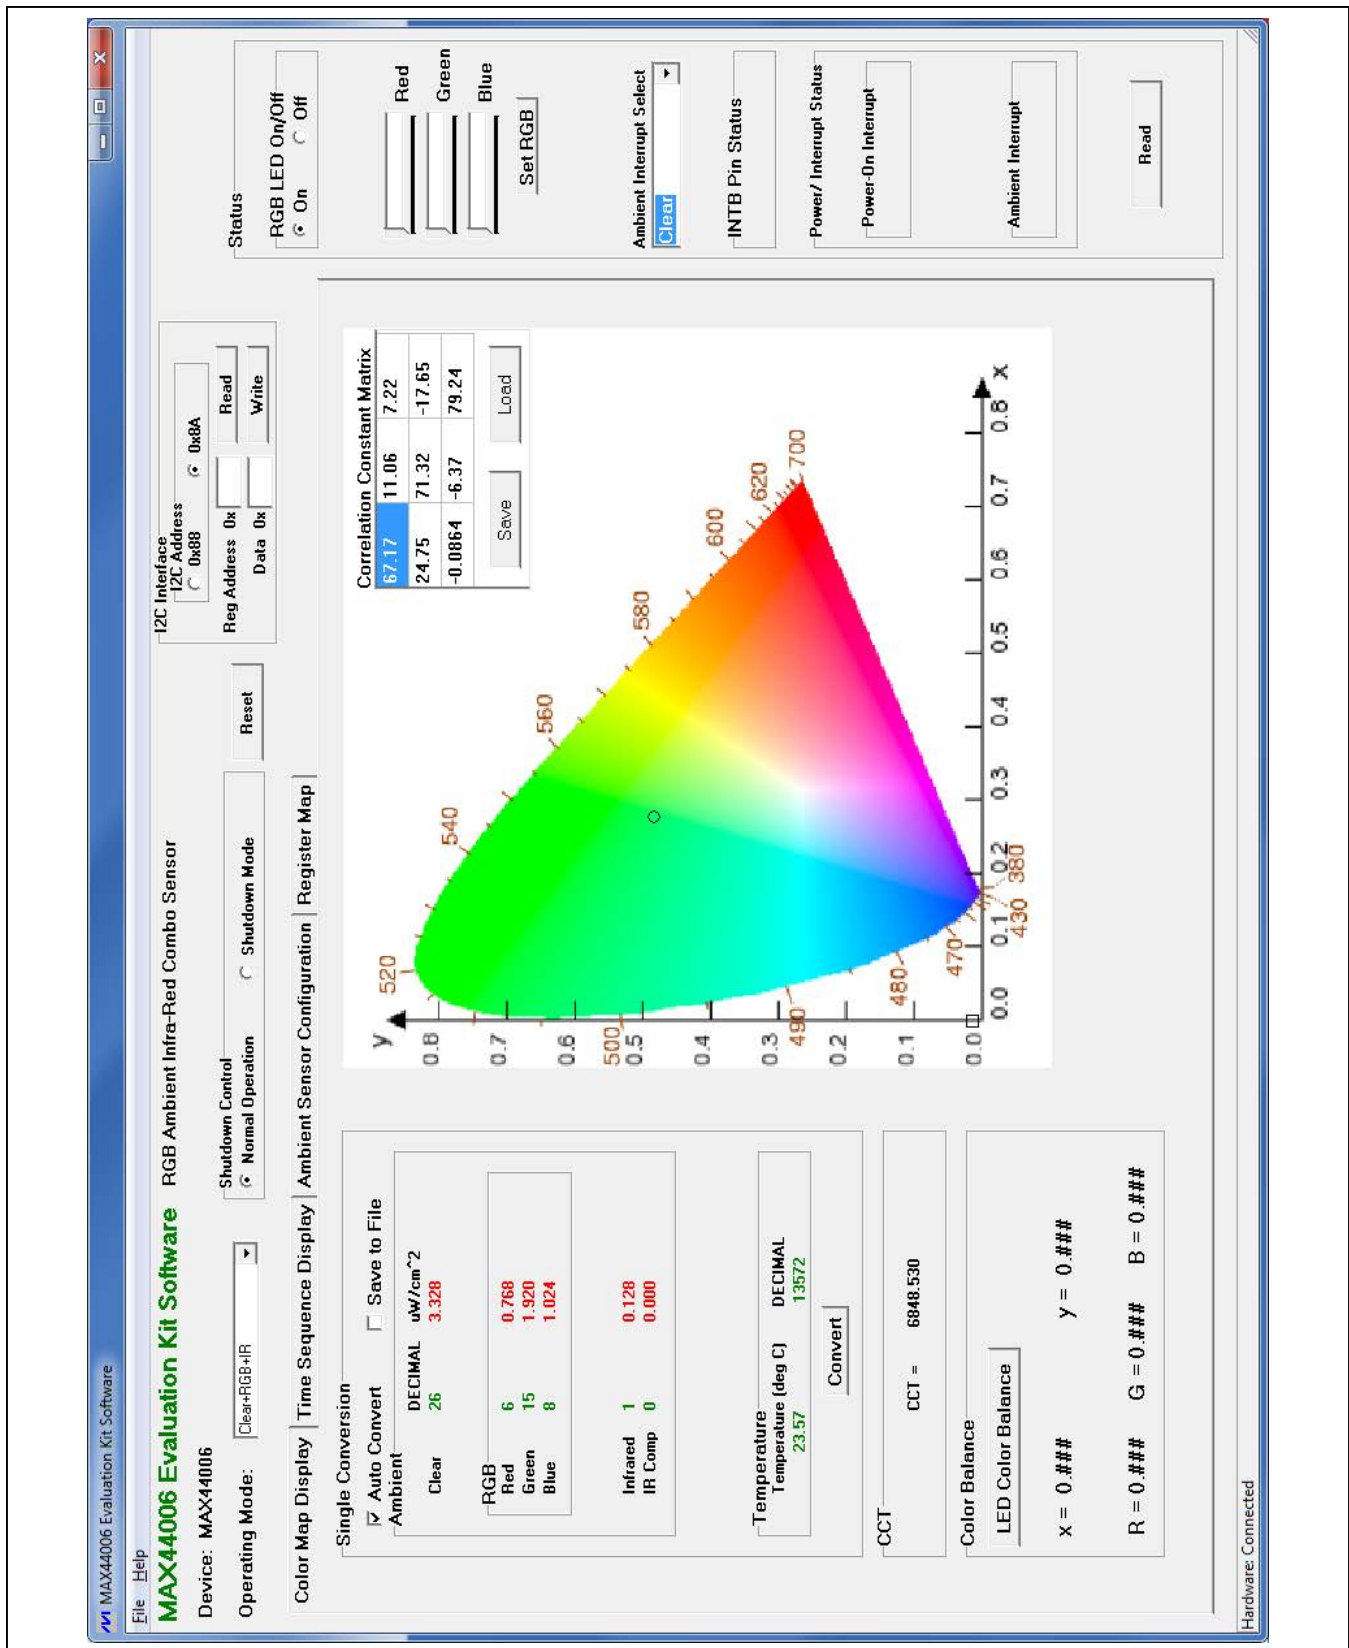 MAX44006 Evaluation Kit Software
File Help
MAX44006 Evaluation Kit Software RGB Ambient Infra-Red Combo Sensor
Device: MAX44006
Operating Mode: Clear+RGB+IR
Shutdown Control
Normal Operation Shutdown Mode
Reset
I2C Interface
I2C Address
0x88 0x8A
Reg Address 0x Read
Data 0x Write
Color Map Display Time Sequence Display Ambient Sensor Configuration Register Map
Single Conversion
Auto Convert Save to File
Ambient
DECIMAL uW/cm^2
Clear 26 3.328
RGB
Red 6 0.768
Green 15 1.920
Blue 8 1.024
Infrared 1 0.128
IR Comp 0 0.000
Temperature
Temperature (deg C) DECIMAL
23.57 13572
Convert
CCT
CCT = 6848.530
Color Balance
LED Color Balance
x = 0.### y = 0.###
R = 0.### G = 0.### B = 0.###
y
0.8
0.7
0.6
0.5
0.4
0.3
0.2
0.1
0.0
0.0 0.1 0.2 0.3 0.4 0.5 0.6 0.7 0.8 x
520
540
560
580
600
620
700
500
490
480
470
430
380
Correlation Constant Matrix
67.17 11.06 7.22
24.75 71.32 -17.65
-0.0864 -6.37 79.24
Save Load
Status
RGB LED On/Off
On Off
Red
Green
Blue
Set RGB
Ambient Interrupt Select
Clear
INTB Pin Status
Power/ Interrupt Status
Power-On Interrupt
Ambient Interrupt
Read
Hardware: Connected